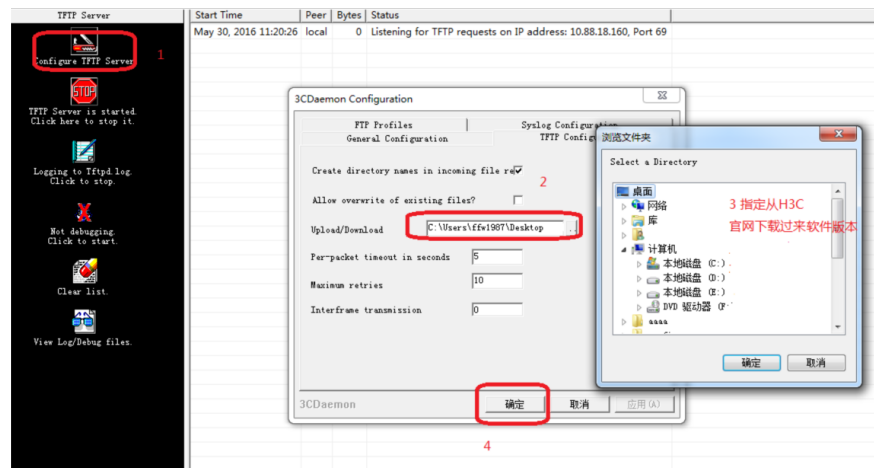 TFTP Server
Start Time Peer Bytes Status
May 30, 2016 11:20:26 local 0 Listening for TFTP requests on IP address: 10.88.18.160, Port 69
Configure TFTP Server
1
TFTP Server is started.
Click here to stop it.
Logging to Tftpd.log.
Click to stop.
Not debugging.
Click to start.
Clear list.
View Log/Debug files.
3CDaemon Configuration
FTP Profiles
Syslog Configuration
General Configuration
TFTP Config
Create directory names in incoming file re
2
Allow overwrite of existing files?
Upload/Download
C:\Users\ffw1987\Desktop
Per-packet timeout in seconds
5
Maximum retries
10
Interframe transmission
0
3CDaemon
确定
取消
应用(A)
4
浏览文件夹
Select a Directory
桌面
网络
库
计算机
本地磁盘 (C:)
本地磁盘 (D:)
本地磁盘 (E:)
DVD 驱动器 (F
aaaa
3 指定从H3C
官网下载过来软件版本
确定
取消